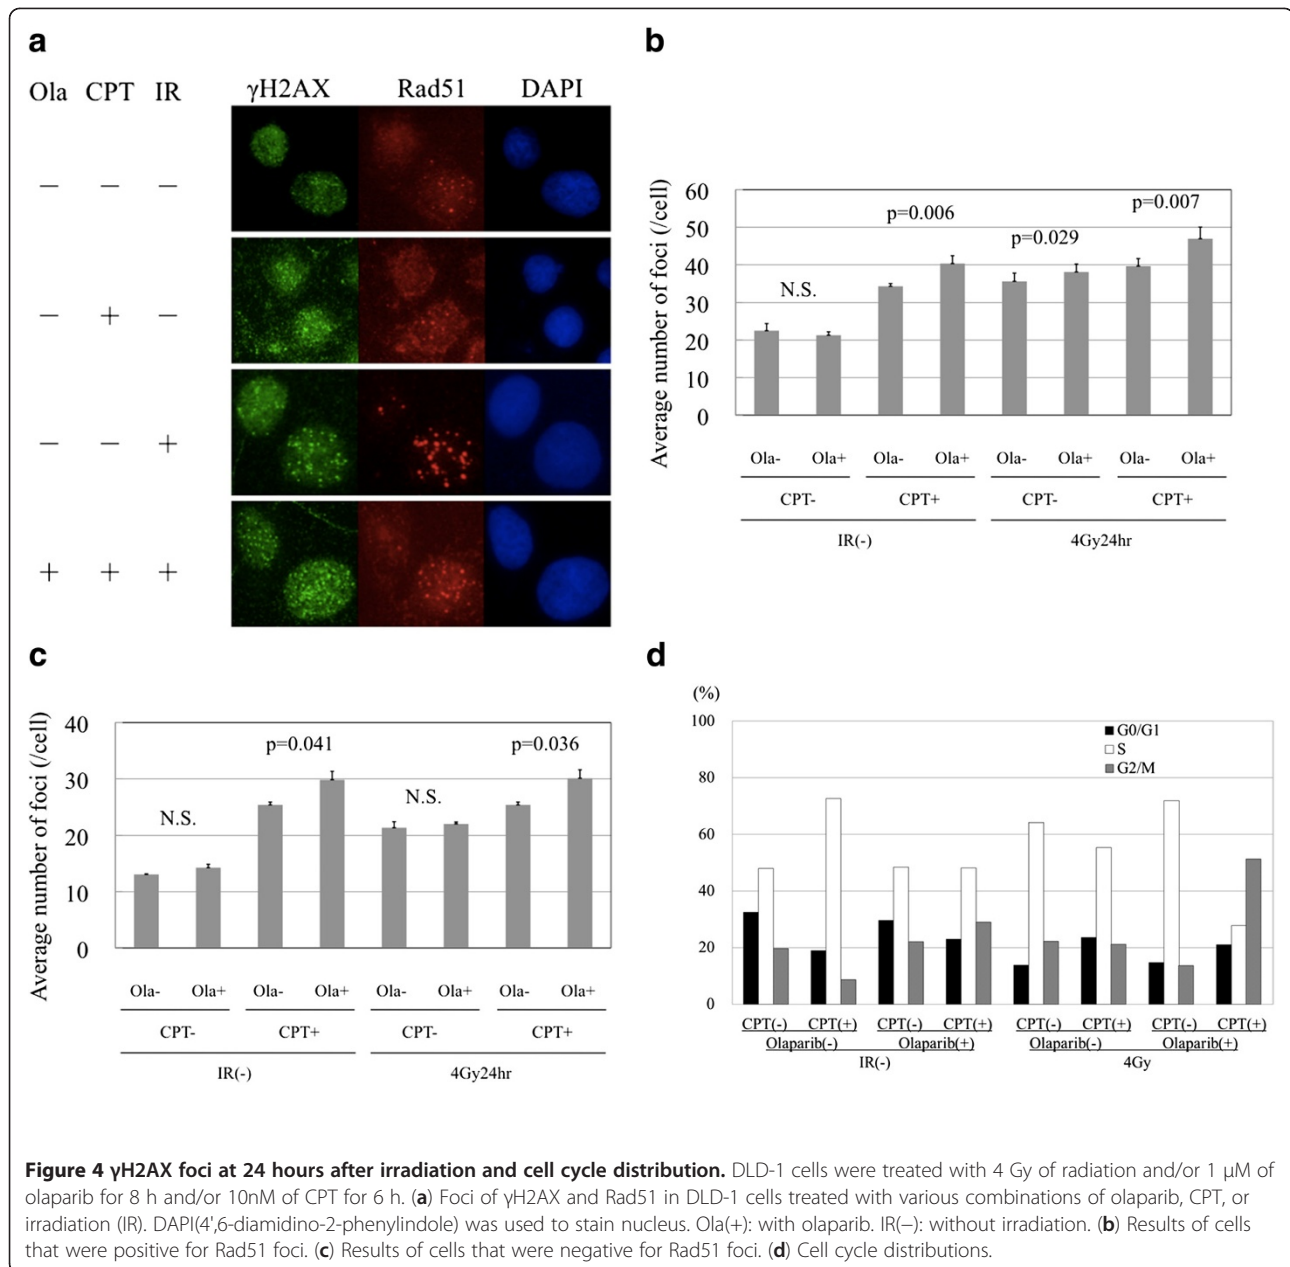 a
Ola CPT IR
γH2AX Rad51 DAPI
− − −
− + −
− − +
+ + +
b
Average number of foci (/cell)
60
50
40
30
20
10
0
N.S.
p=0.006
p=0.029
p=0.007
Ola- Ola+ Ola- Ola+ Ola- Ola+ Ola- Ola+
CPT- CPT+ CPT- CPT+
IR(-) 4Gy24hr
c
Average number of foci (/cell)
40
30
20
10
0
N.S.
p=0.041
N.S.
p=0.036
Ola- Ola+ Ola- Ola+ Ola- Ola+ Ola- Ola+
CPT- CPT+ CPT- CPT+
IR(-) 4Gy24hr
d
(%)
100
80
60
40
20
0
G0/G1
S
G2/M
CPT(-) CPT(+) CPT(-) CPT(+) CPT(-) CPT(+) CPT(-) CPT(+)
Olaparib(-) Olaparib(+) Olaparib(-) Olaparib(+)
IR(-) 4Gy
Figure 4 γH2AX foci at 24 hours after irradiation and cell cycle distribution. DLD-1 cells were treated with 4 Gy of radiation and/or 1 μM of
olaparib for 8 h and/or 10nM of CPT for 6 h. (a) Foci of γH2AX and Rad51 in DLD-1 cells treated with various combinations of olaparib, CPT, or
irradiation (IR). DAPI(4',6-diamidino-2-phenylindole) was used to stain nucleus. Ola(+): with olaparib. IR(−): without irradiation. (b) Results of cells
that were positive for Rad51 foci. (c) Results of cells that were negative for Rad51 foci. (d) Cell cycle distributions.